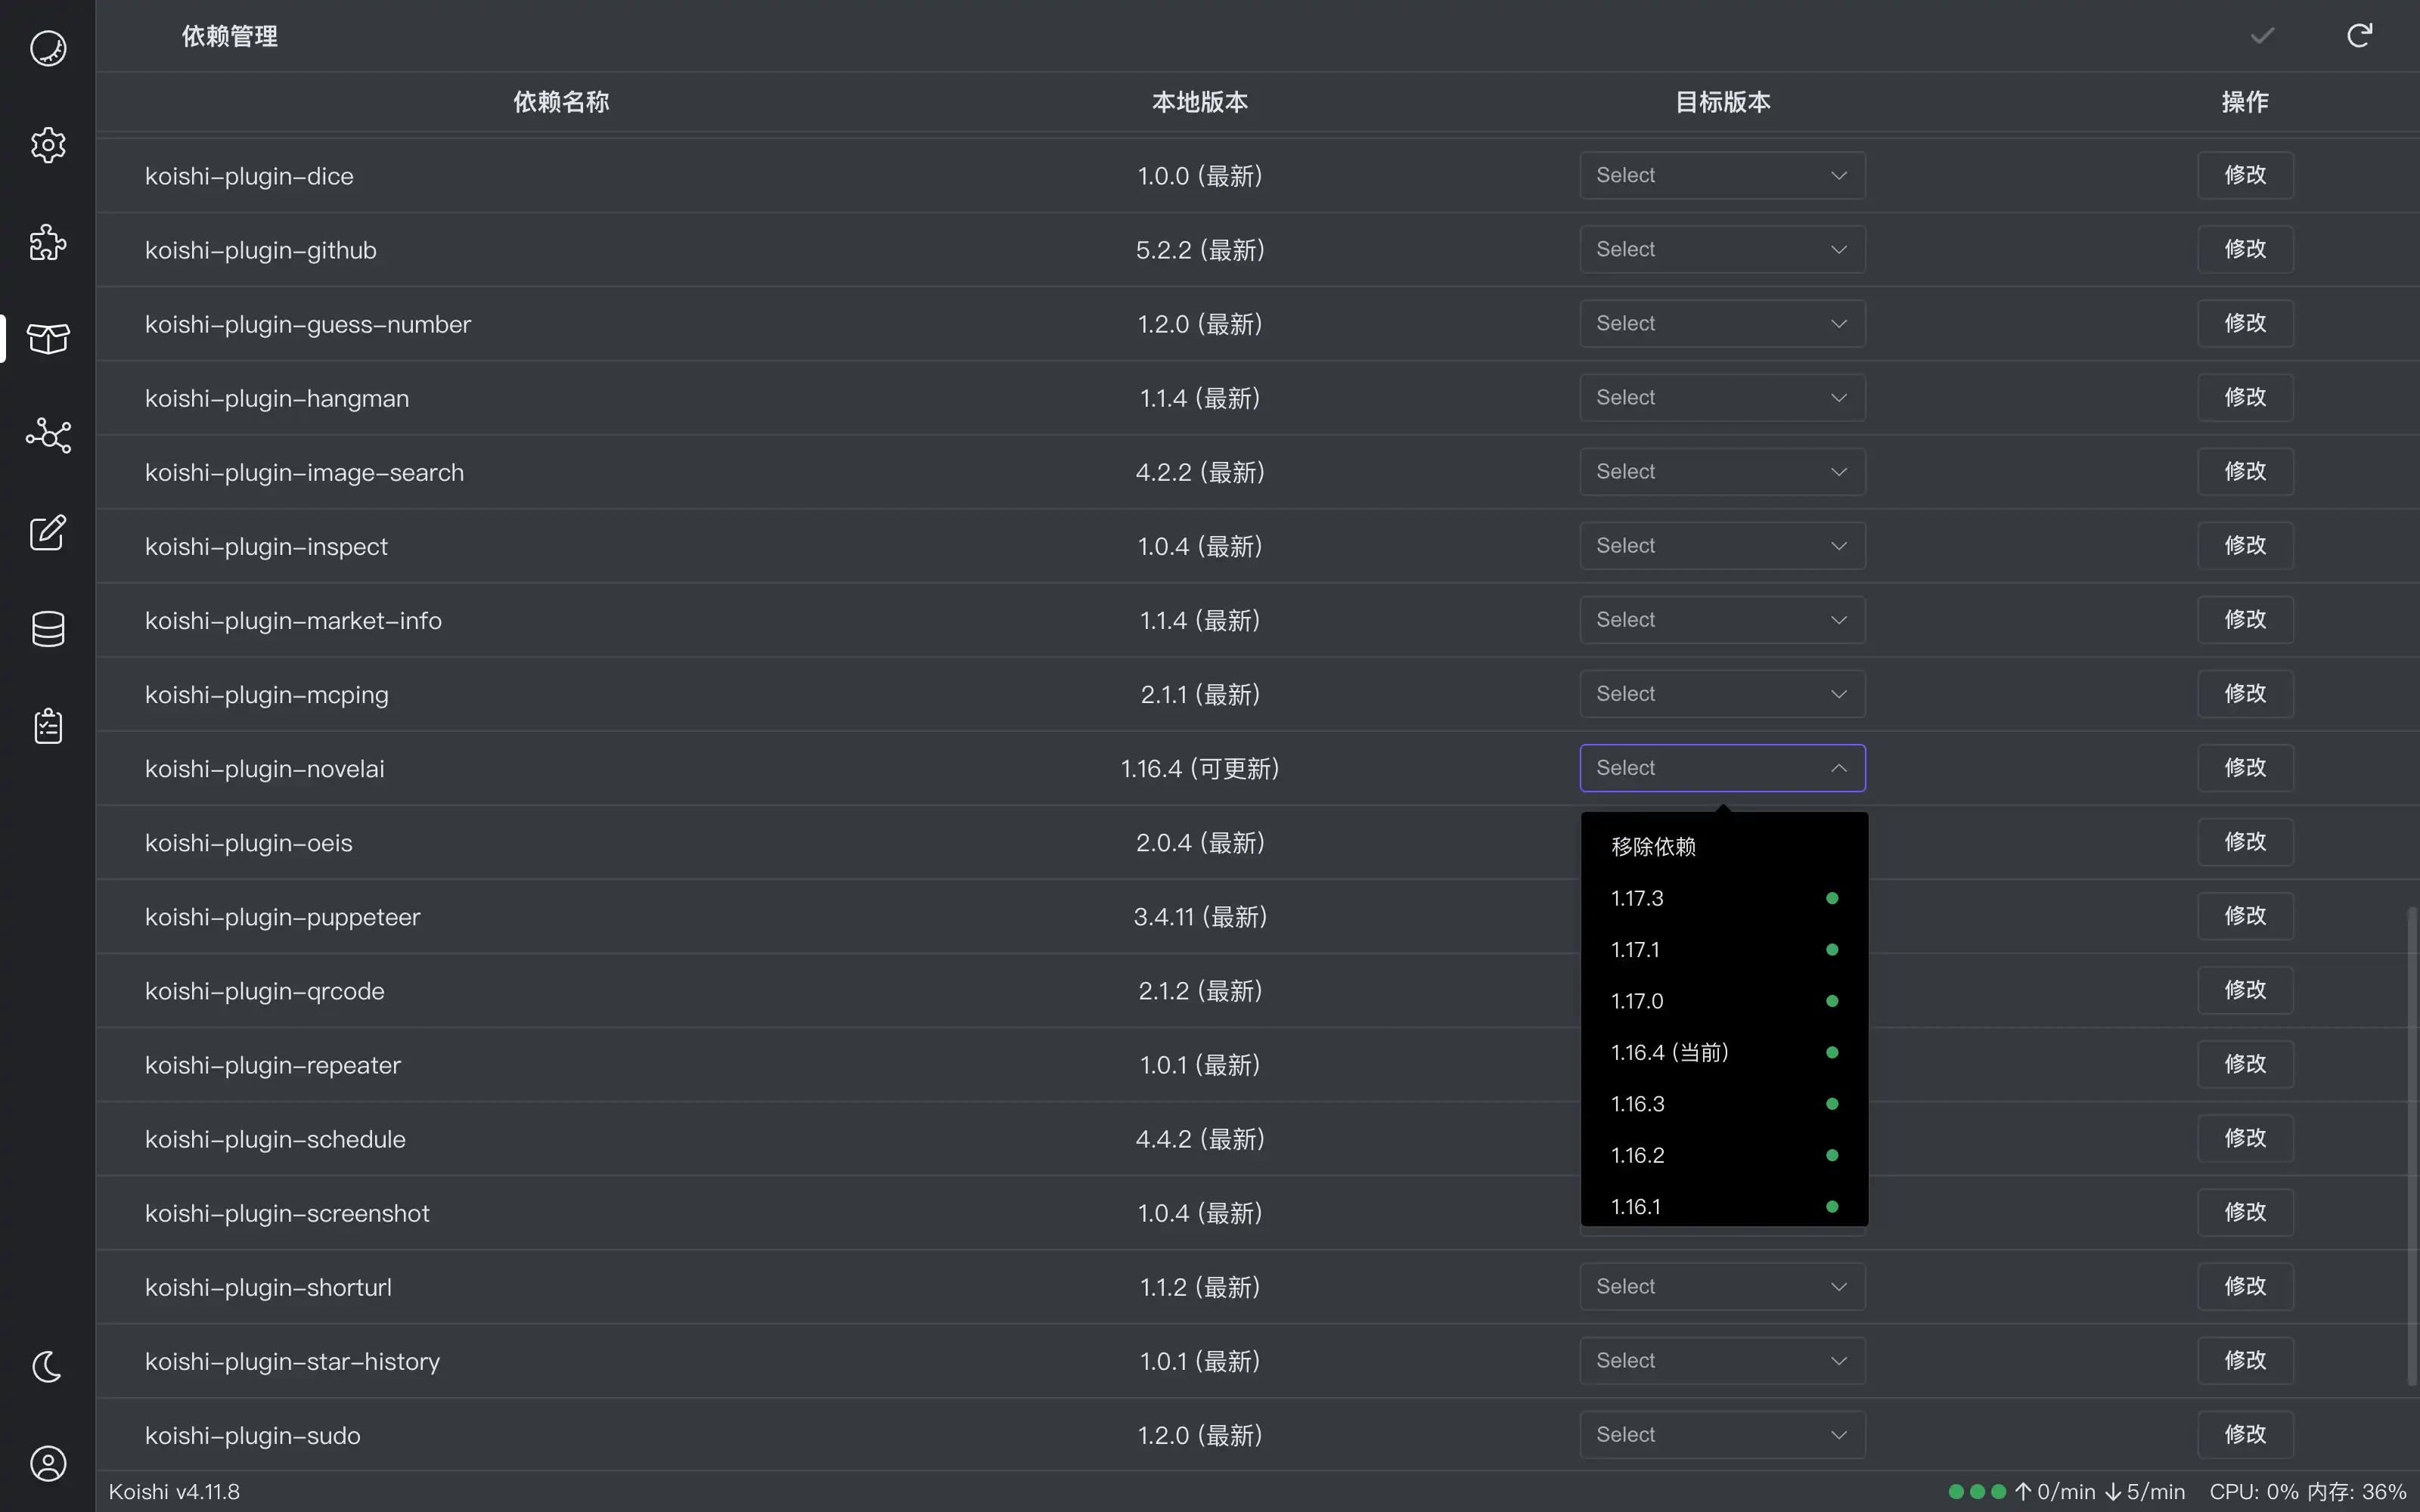 依赖管理
依赖名称 本地版本 目标版本 操作
koishi-plugin-dice 1.0.0 (最新) Select 修改
koishi-plugin-github 5.2.2 (最新) Select 修改
koishi-plugin-guess-number 1.2.0 (最新) Select 修改
koishi-plugin-hangman 1.1.4 (最新) Select 修改
koishi-plugin-image-search 4.2.2 (最新) Select 修改
koishi-plugin-inspect 1.0.4 (最新) Select 修改
koishi-plugin-market-info 1.1.4 (最新) Select 修改
koishi-plugin-mcping 2.1.1 (最新) Select 修改
koishi-plugin-novelai 1.16.4 (可更新) Select 修改
koishi-plugin-oeis 2.0.4 (最新) 修改
koishi-plugin-puppeteer 3.4.11 (最新) 修改
koishi-plugin-qrcode 2.1.2 (最新) 修改
koishi-plugin-repeater 1.0.1 (最新) 修改
koishi-plugin-schedule 4.4.2 (最新) 修改
koishi-plugin-screenshot 1.0.4 (最新) 修改
移除依赖
1.17.3
1.17.1
1.17.0
1.16.4 (当前)
1.16.3
1.16.2
1.16.1
koishi-plugin-shorturl 1.1.2 (最新) Select 修改
koishi-plugin-star-history 1.0.1 (最新) Select 修改
koishi-plugin-sudo 1.2.0 (最新) Select 修改
Koishi v4.11.8 ↑0/min ↓5/min CPU: 0% 内存: 36%